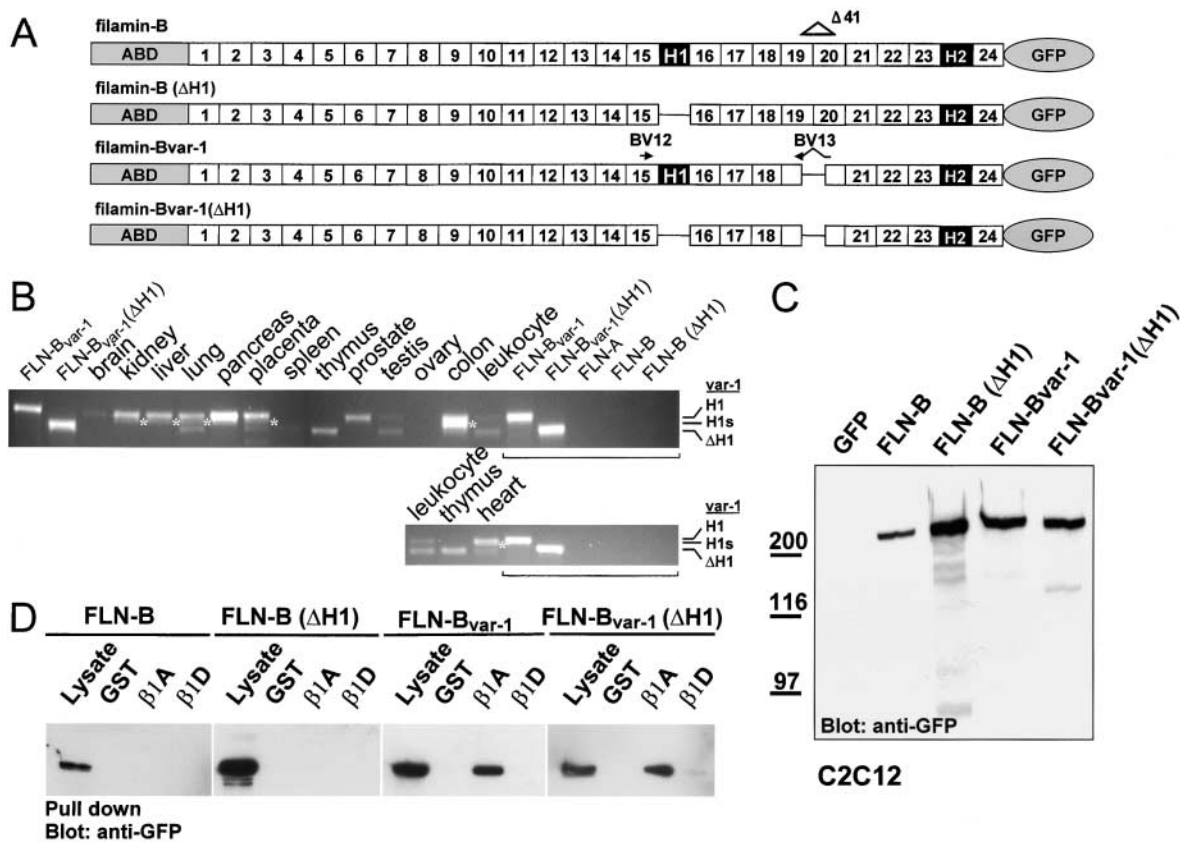 A
filamin-B
Δ 41
ABD 1 2 3 4 5 6 7 8 9 10 11 12 13 14 15 H1 16 17 18 19 20 21 22 23 H2 24 GFP
filamin-B (ΔH1)
ABD 1 2 3 4 5 6 7 8 9 10 11 12 13 14 15 16 17 18 19 20 21 22 23 H2 24 GFP
filamin-Bvar-1
BV12 BV13
ABD 1 2 3 4 5 6 7 8 9 10 11 12 13 14 15 H1 16 17 18 21 22 23 H2 24 GFP
filamin-Bvar-1(ΔH1)
ABD 1 2 3 4 5 6 7 8 9 10 11 12 13 14 15 16 17 18 21 22 23 H2 24 GFP
B
FLN-Bvar-1
FLN-Bvar-1(ΔH1)
brain
kidney
liver
lung
pancreas
placenta
spleen
thymus
prostate
testis
ovary
colon
leukocyte
FLN-Bvar-1
FLN-Bvar-1(ΔH1)
FLN-A
FLN-B
FLN-B (ΔH1)
var-1
H1
H1s
ΔH1
* * * * *
leukocyte
thymus
heart
var-1
H1
H1s
ΔH1
*
C
GFP
FLN-B
FLN-B (ΔH1)
FLN-Bvar-1
FLN-Bvar-1(ΔH1)
200
116
97
Blot: anti-GFP
C2C12
D
FLN-B FLN-B (ΔH1) FLN-Bvar-1 FLN-Bvar-1 (ΔH1)
Lysate GST β1A β1D Lysate GST β1A β1D Lysate GST β1A β1D Lysate GST β1A β1D
Pull down
Blot: anti-GFP